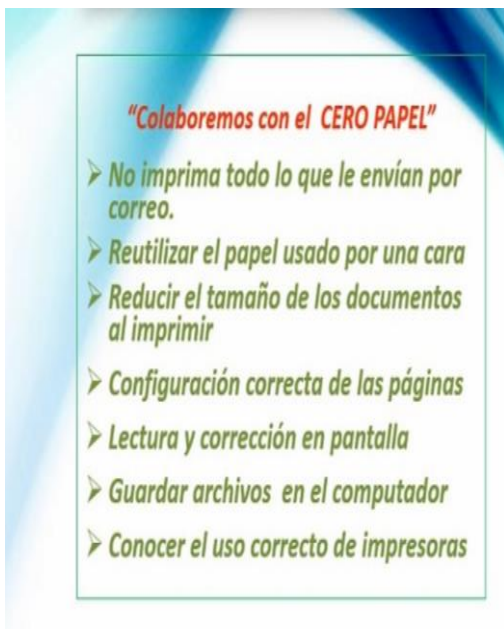 “Colaboremos con el CERO PAPEL”
➢ No imprima todo lo que le envían por
correo.
➢ Reutilizar el papel usado por una cara
➢ Reducir el tamaño de los documentos
al imprimir
➢ Configuración correcta de las páginas
➢ Lectura y corrección en pantalla
➢ Guardar archivos en el computador
➢ Conocer el uso correcto de impresoras